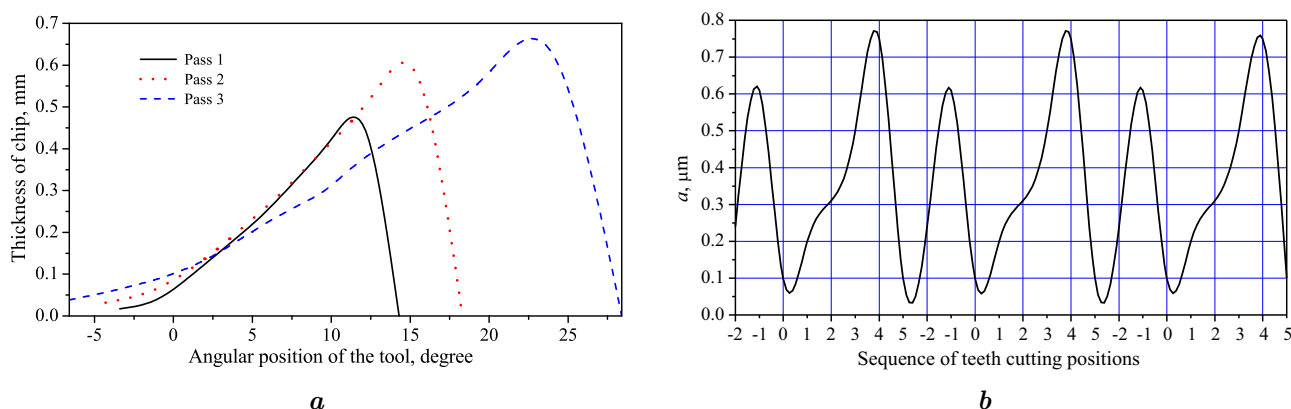 0.7
0.6
0.5
0.4
0.3
0.2
0.1
0.0
Thickness of chip, mm
Pass 1
Pass 2
Pass 3
-5 0 5 10 15 20 25
Angular position of the tool, degree
a
0.8
0.7
0.6
0.5
0.4
0.3
0.2
0.1
0.0
a, μm
-2 -1 0 1 2 3 4 5 -2 -1 0 1 2 3 4 5 -2 -1 0 1 2 3 4 5
Sequence of teeth cutting positions
b